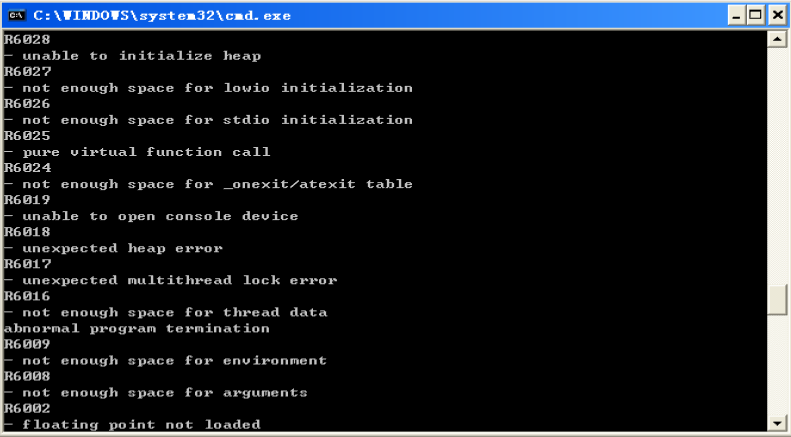 C:\WINDOWS\system32\cmd.exe
R6028
- unable to initialize heap
R6027
- not enough space for lowio initialization
R6026
- not enough space for stdio initialization
R6025
- pure virtual function call
R6024
- not enough space for _onexit/atexit table
R6019
- unable to open console device
R6018
- unexpected heap error
R6017
- unexpected multithread lock error
R6016
- not enough space for thread data
abnormal program termination
R6009
- not enough space for environment
R6008
- not enough space for arguments
R6002
- floating point not loaded